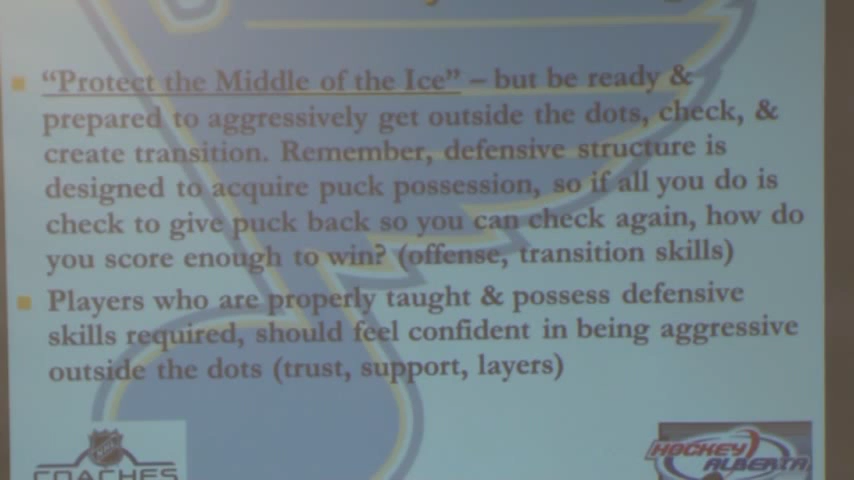 “Protect the Middle of the Ice” – but be ready &
prepared to aggressively get outside the dots, check, &
create transition. Remember, defensive structure is
designed to acquire puck possession, so if all you do is
check to give puck back so you can check again, how do
you score enough to win? (offense, transition skills)
Players who are properly taught & possess defensive
skills required, should feel confident in being aggressive
outside the dots (trust, support, layers)
NHL
COACHES
HOCKEY
ALBERTA